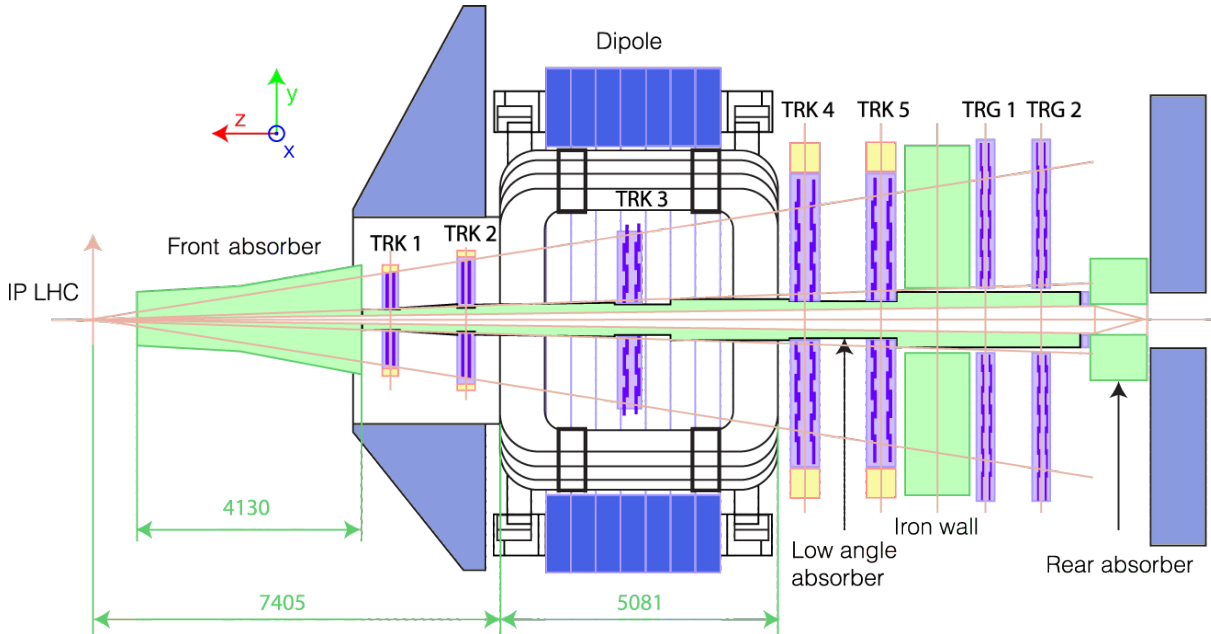 Dipole
y
z
x
TRK 4
TRK 5
TRG 1
TRG 2
TRK 3
TRK 1
TRK 2
Front absorber
IP LHC
4130
Iron wall
Low angle
absorber
Rear absorber
7405
5081